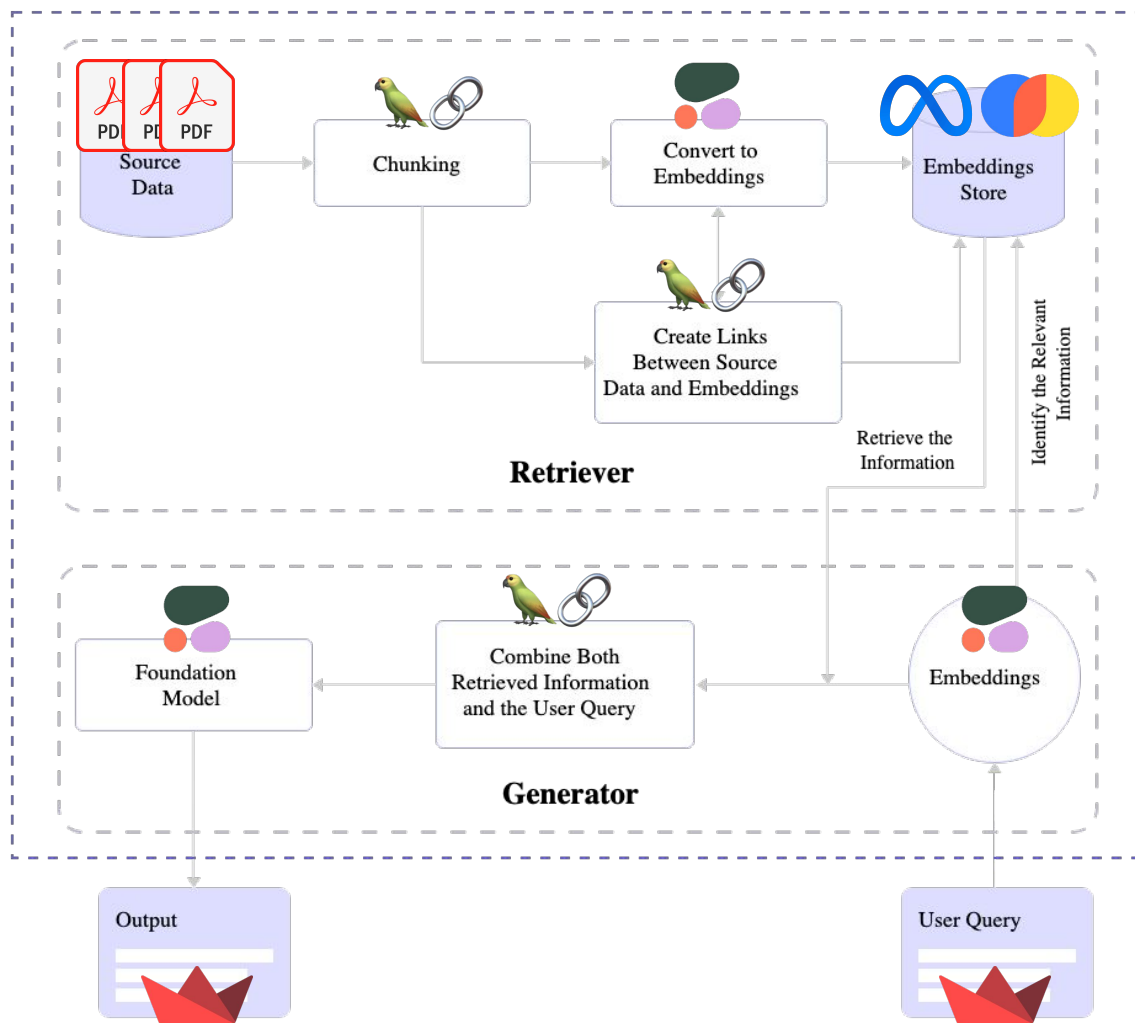 PDF
PDF
PDF
Source
Data
Chunking
Convert to
Embeddings
Embeddings
Store
Create Links
Between Source
Data and Embeddings
Retrieve the
Information
Identify the Relevant
Information
Retriever
Foundation
Model
Combine Both
Retrieved Information
and the User Query
Embeddings
Generator
Output
User Query